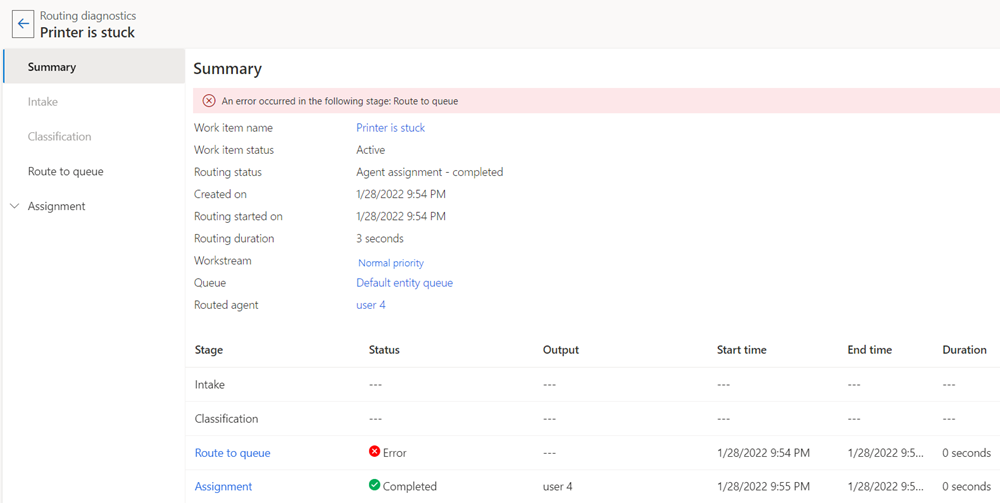 Routing diagnostics
Printer is stuck
Summary
Intake
Classification
Route to queue
Assignment
Summary
An error occurred in the following stage: Route to queue
Work item name Printer is stuck
Work item status Active
Routing status Agent assignment - completed
Created on 1/28/2022 9:54 PM
Routing started on 1/28/2022 9:54 PM
Routing duration 3 seconds
Workstream Normal priority
Queue Default entity queue
Routed agent user 4
Stage Status Output Start time End time Duration
Intake --- --- --- --- ---
Classification --- --- --- --- ---
Route to queue Error --- 1/28/2022 9:54 PM 1/28/2022 9:5... 0 seconds
Assignment Completed user 4 1/28/2022 9:55 PM 1/28/2022 9:5... 0 seconds